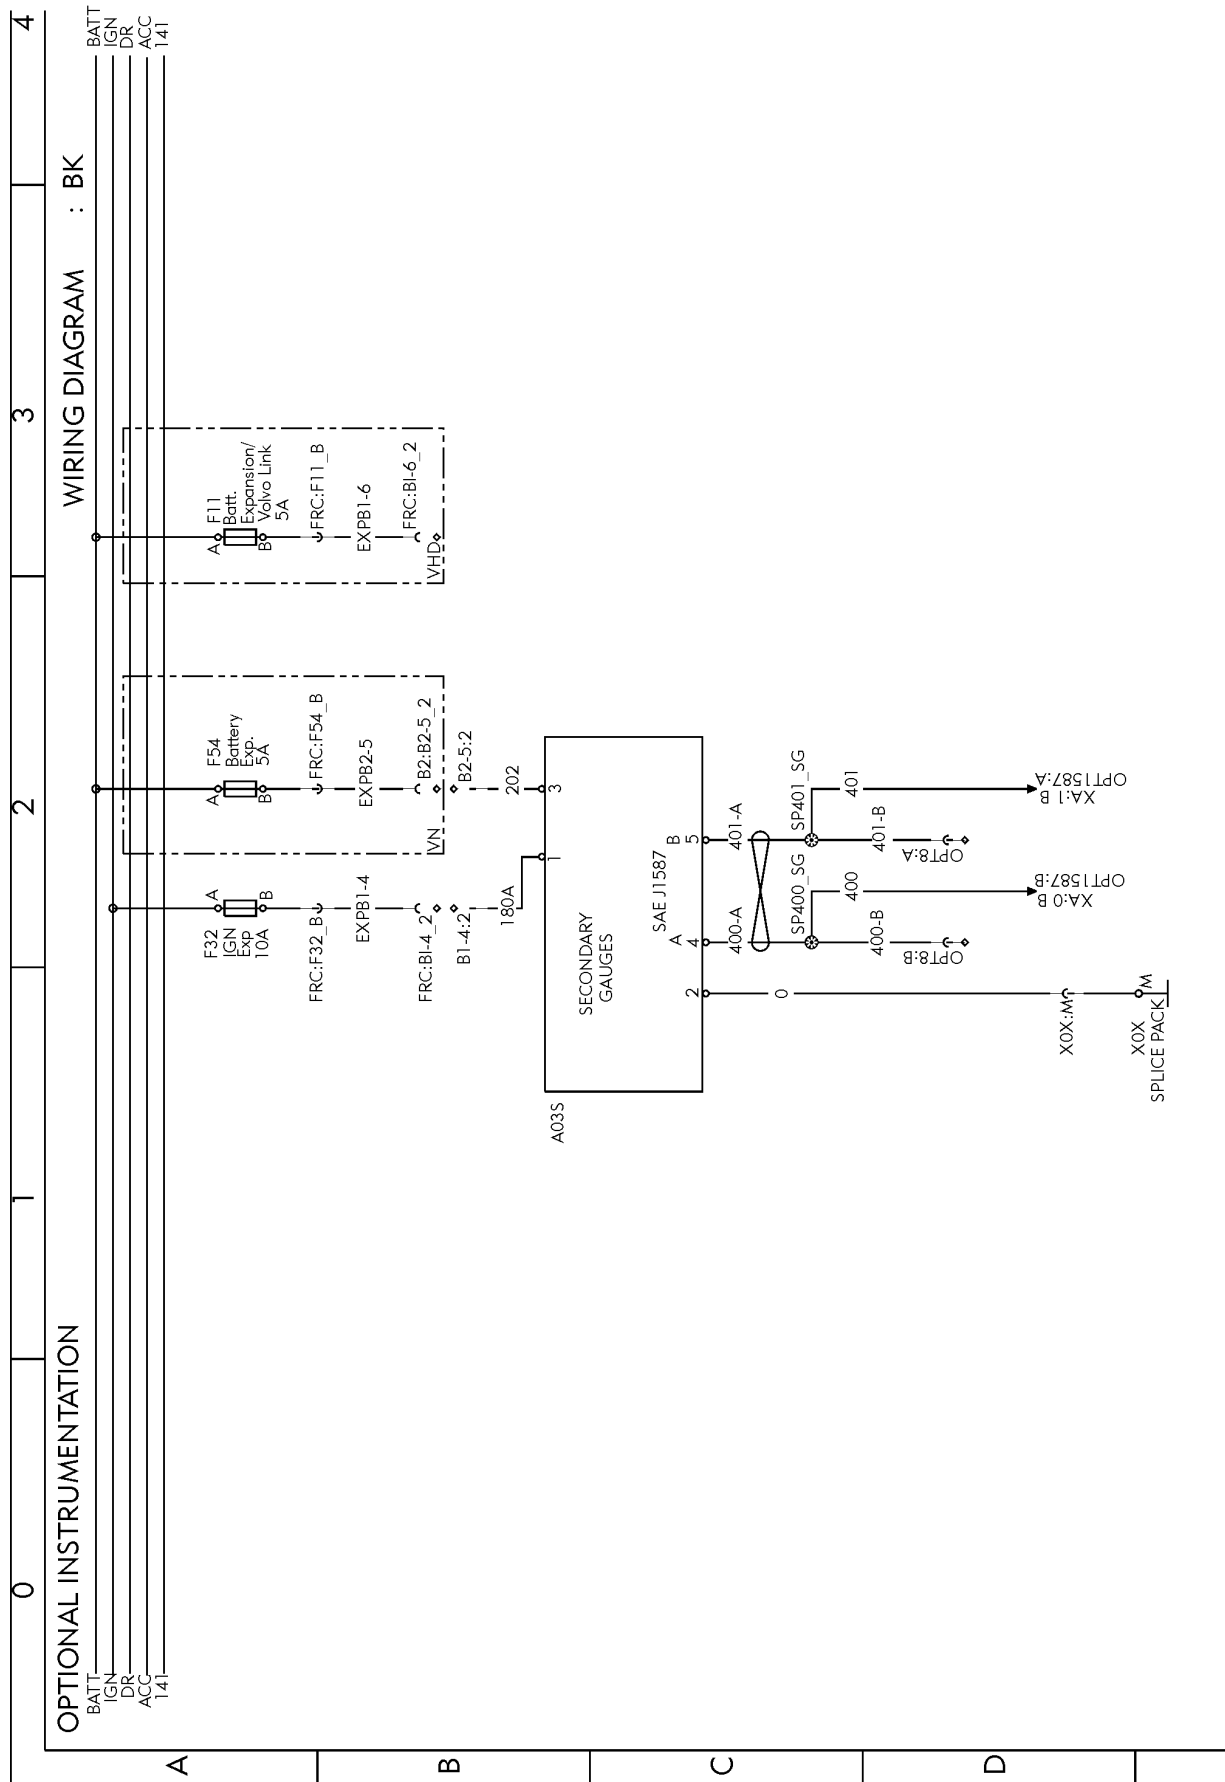 0
1
2
3
4
OPTIONAL INSTRUMENTATION
WIRING DIAGRAM : BK
BATT
BATT
IGN
IGN
DR
DR
ACC
ACC
141
141
A
B
C
D
F32
IGN
Exp
10A
A
B
FRC:F32_B
EXPB1-4
FRC:BI-4_2
B1-4:2
180A
1
F54
Battery
Exp.
5A
A
B
FRC:F54_B
EXPB2-5
B2:B2-5_2
VN
B2-5:2
202
3
F11
Batt.
Expansion/
Volvo Link
5A
A
B
FRC:F11_B
EXPB1-6
FRC:BI-6_2
VHD
A03S
SECONDARY
GAUGES
SAE J1587
A
B
2
4
5
0
400-A
401-A
SP400_SG
SP401_SG
400-B
400
401-B
401
OPT8:B
OPT8:A
XA:0 B
OPT1587:B
XA:1 B
OPT1587:A
X0X:M
X0X
SPLICE PACK
M